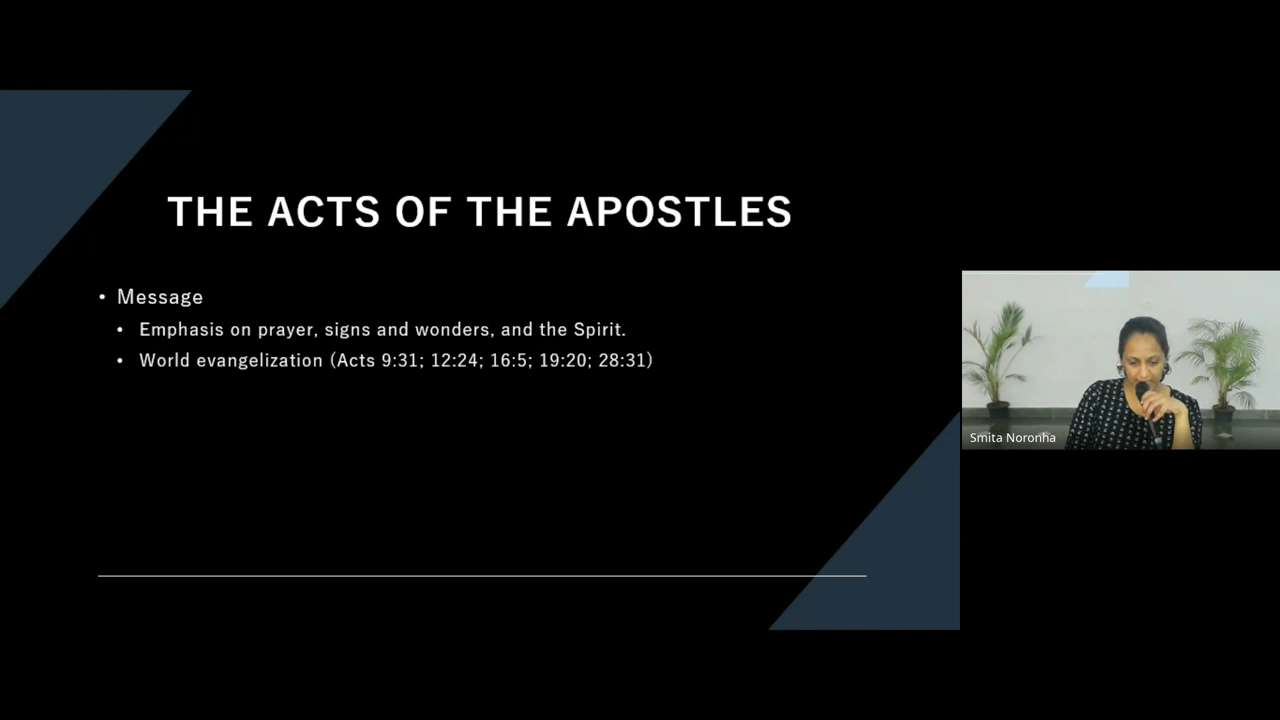 THE ACTS OF THE APOSTLES
• Message
• Emphasis on prayer, signs and wonders, and the Spirit.
• World evangelization (Acts 9:31; 12:24; 16:5; 19:20; 28:31)
Smita Noronha